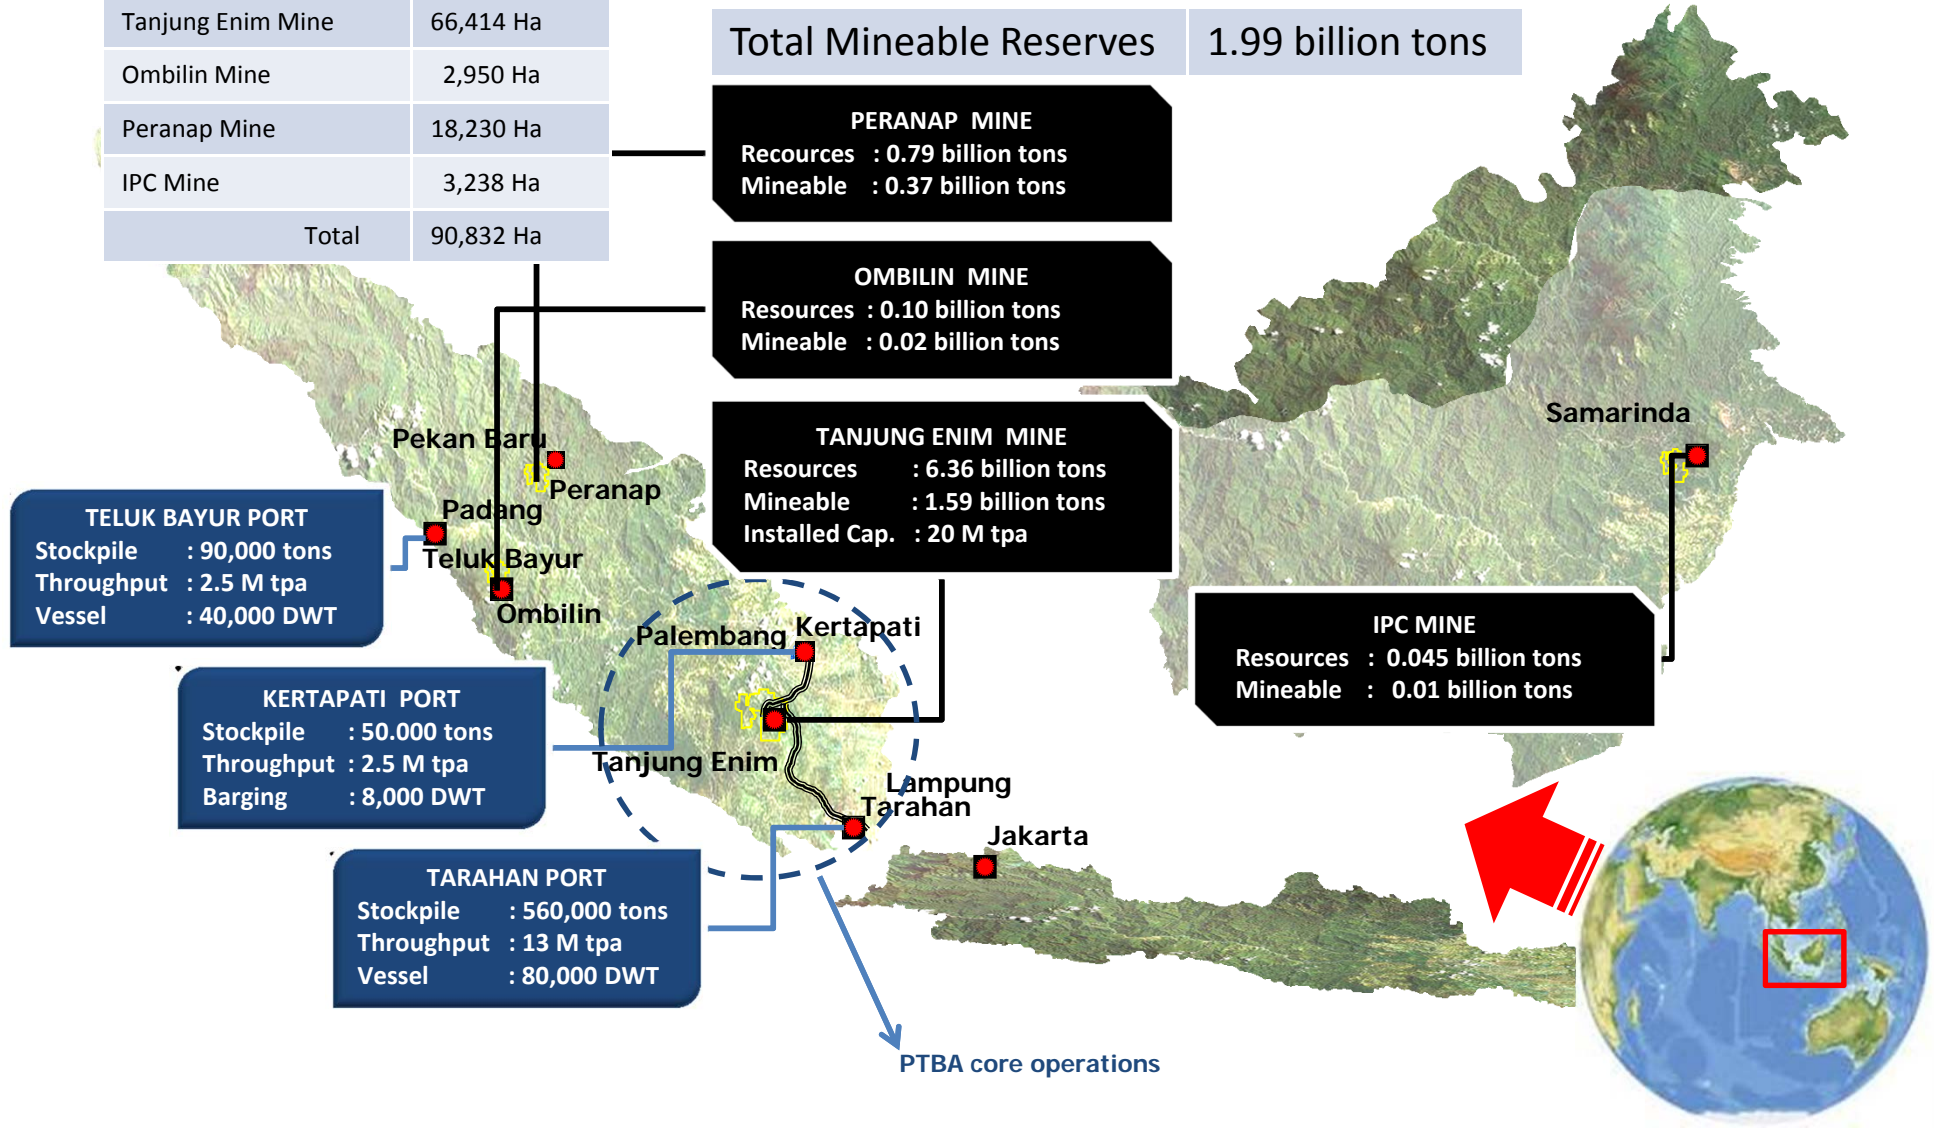 Tanjung Enim Mine 66,414 Ha
Ombilin Mine 2,950 Ha
Peranap Mine 18,230 Ha
IPC Mine 3,238 Ha
Total 90,832 Ha
Total Mineable Reserves 1.99 billion tons
PERANAP MINE
Recources : 0.79 billion tons
Mineable : 0.37 billion tons
OMBILIN MINE
Resources : 0.10 billion tons
Mineable : 0.02 billion tons
TANJUNG ENIM MINE
Resources : 6.36 billion tons
Mineable : 1.59 billion tons
Installed Cap. : 20 M tpa
Samarinda
IPC MINE
Resources : 0.045 billion tons
Mineable : 0.01 billion tons
Pekan Baru
Peranap
Padang
Teluk Bayur
Ombilin
TELUK BAYUR PORT
Stockpile : 90,000 tons
Throughput : 2.5 M tpa
Vessel : 40,000 DWT
Palembang
Kertapati
KERTAPATI PORT
Stockpile : 50.000 tons
Throughput : 2.5 M tpa
Barging : 8,000 DWT
Tanjung Enim
Lampung
Tarahan
Jakarta
TARAHAN PORT
Stockpile : 560,000 tons
Throughput : 13 M tpa
Vessel : 80,000 DWT
PTBA core operations